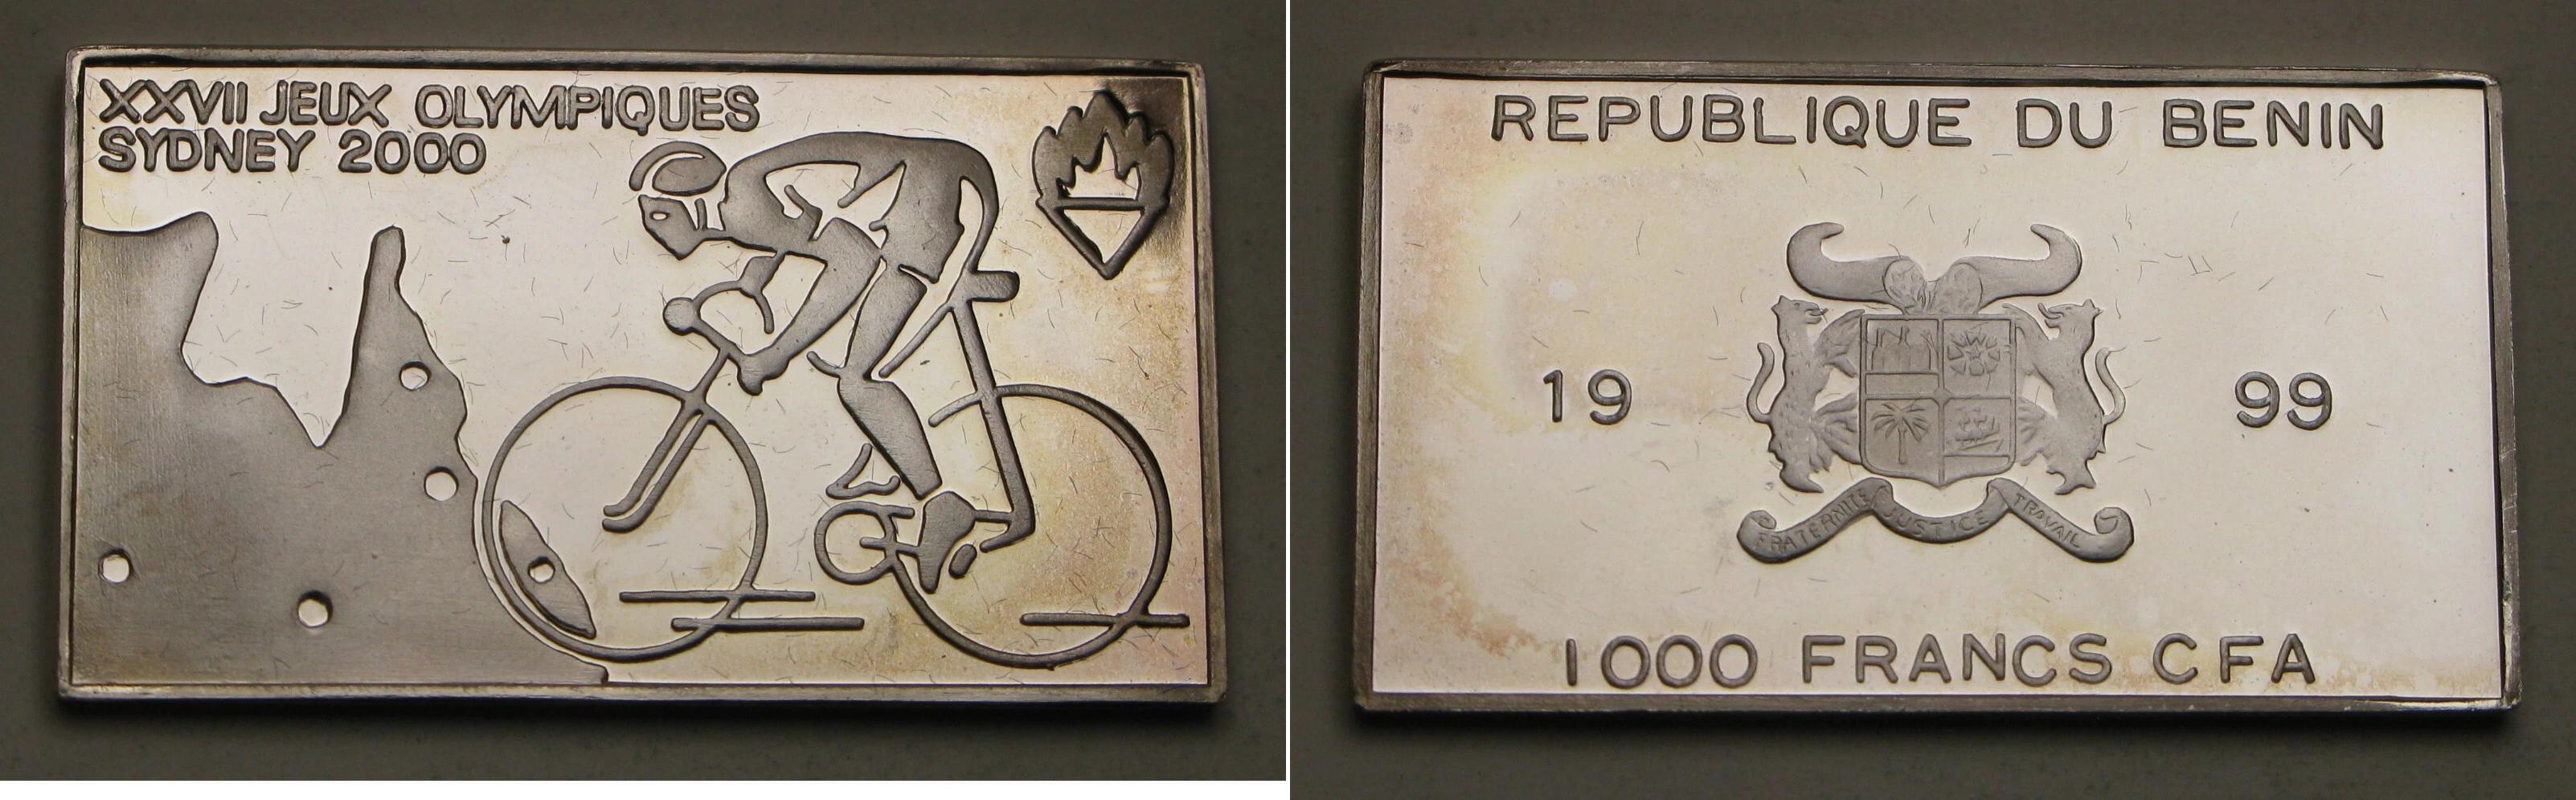 XXVII JEUX OLYMPIQUES
SYDNEY 2000
REPUBLIQUE DU BENIN
19 99
FRATERNITE JUSTICE TRAVAIL
1000 FRANCS CFA